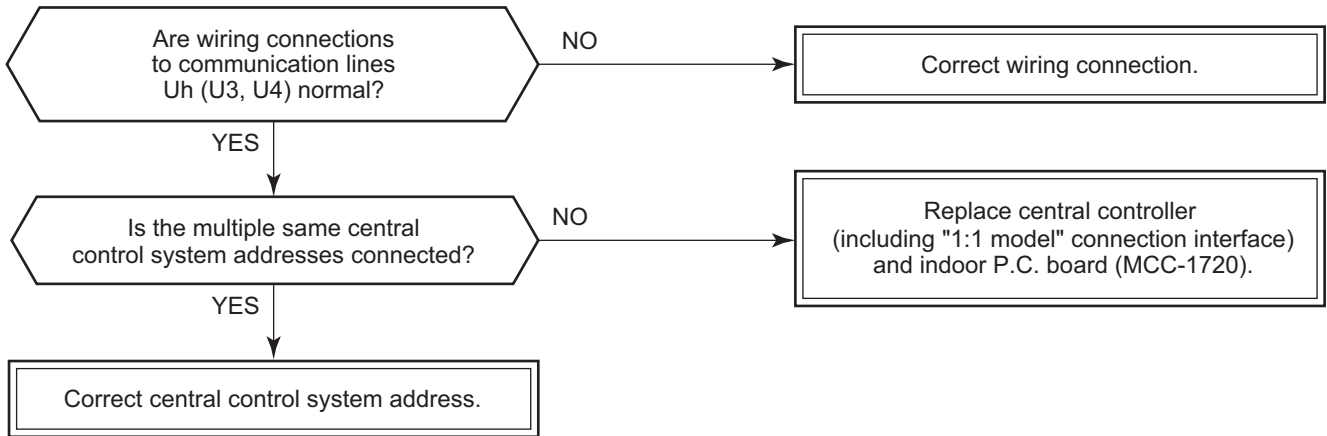 Are wiring connections
to communication lines
Uh (U3, U4) normal?
NO
Correct wiring connection.
YES
Is the multiple same central
control system addresses connected?
NO
Replace central controller
(including "1:1 model" connection interface)
and indoor P.C. board (MCC-1720).
YES
Correct central control system address.